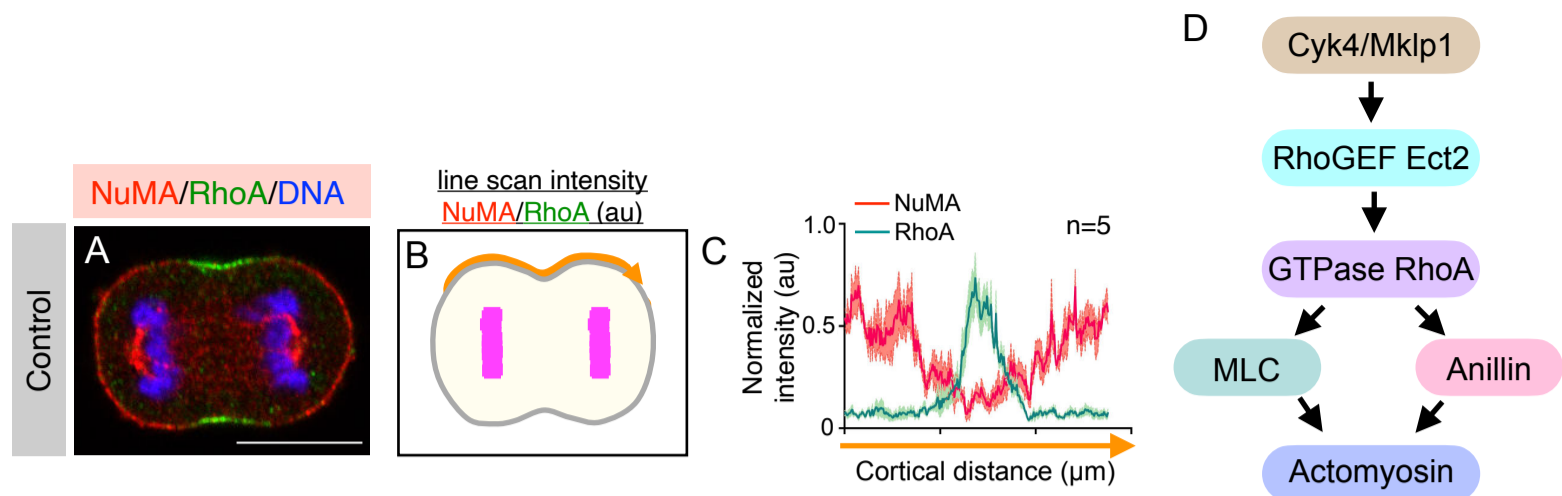 NuMA/RhoA/DNA
Control
A
line scan intensity
NuMA/RhoA (au)
B
C
NuMA
RhoA
n=5
Normalized
intensity (au)
1.0
0.5
0
Cortical distance (µm)
D
Cyk4/Mklp1
RhoGEF Ect2
GTPase RhoA
MLC
Anillin
Actomyosin